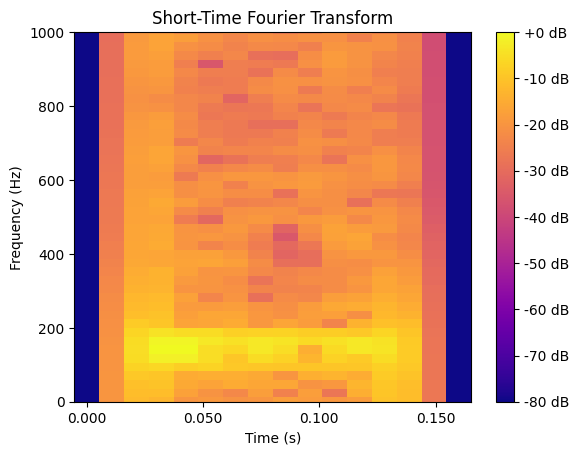 Short-Time Fourier Transform
Frequency (Hz)
1000
800
600
400
200
0
0.000
0.050
0.100
0.150
Time (s)
+0 dB
-10 dB
-20 dB
-30 dB
-40 dB
-50 dB
-60 dB
-70 dB
-80 dB